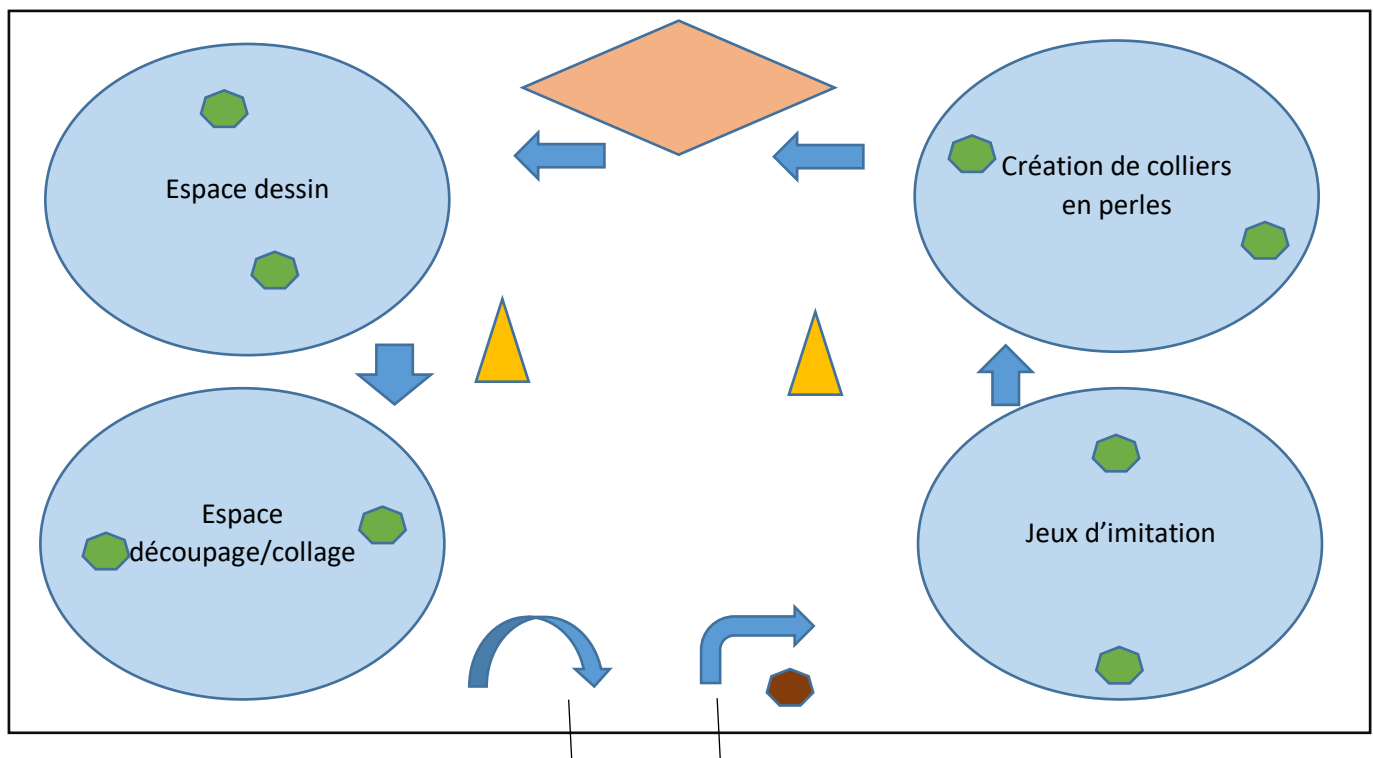 Espace dessin
Création de colliers
en perles
Espace
découpage/collage
Jeux d’imitation